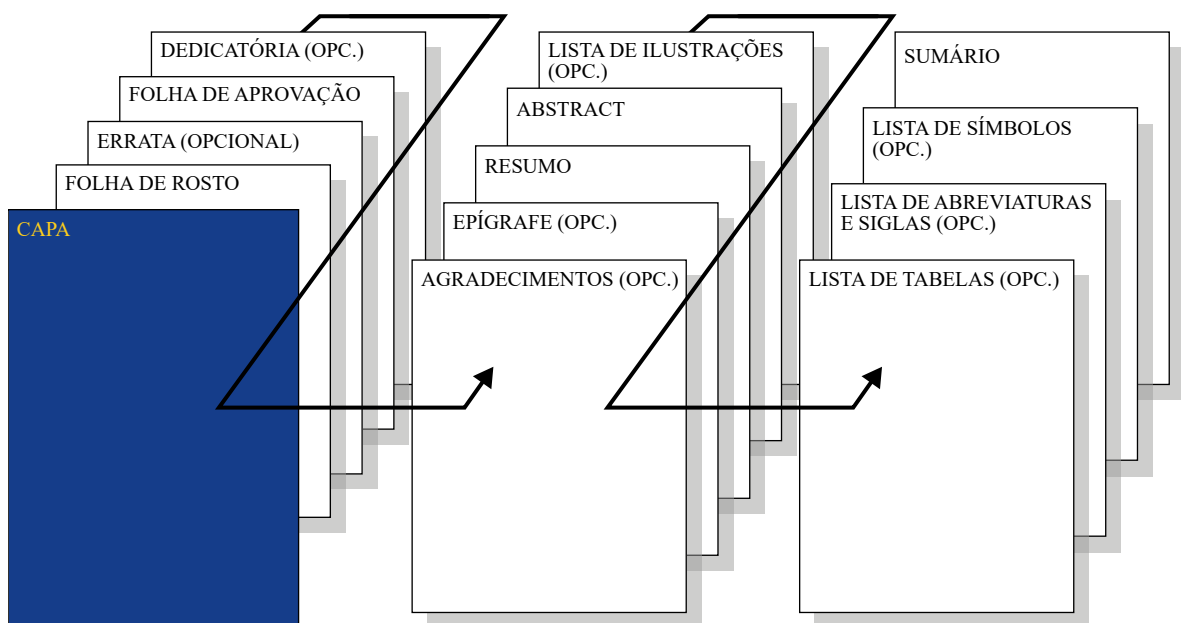 DEDICATÓRIA (OPC.)
FOLHA DE APROVAÇÃO
ERRATA (OPCIONAL)
FOLHA DE ROSTO
CAPA
LISTA DE ILUSTRAÇÕES
(OPC.)
ABSTRACT
RESUMO
EPÍGRAFE (OPC.)
AGRADECIMENTOS (OPC.)
SUMÁRIO
LISTA DE SÍMBOLOS
(OPC.)
LISTA DE ABREVIATURAS
E SIGLAS (OPC.)
LISTA DE TABELAS (OPC.)